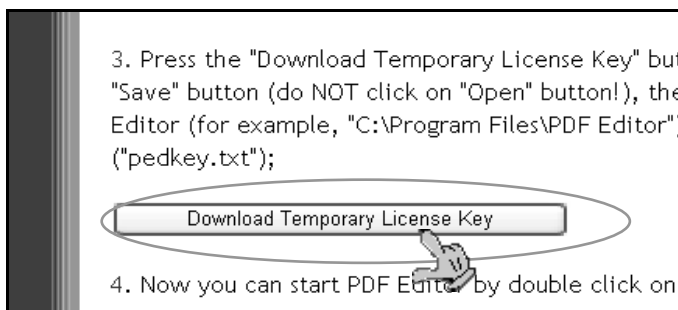 3. Press the "Download Temporary License Key" but
"Save" button (do NOT click on "Open" button!), the
Editor (for example, "C:\Program Files\PDF Editor")
("pedkey.txt");
Download Temporary License Key
4. Now you can start PDF Editor by double click on